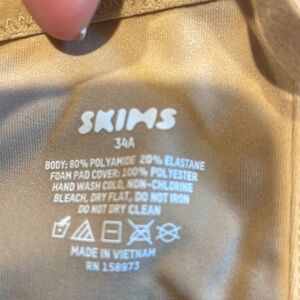 SKIMS
34A
BODY: 80% POLYAMIDE 20% ELASTANE
FOAM PAD COVER: 100% POLYESTER
HAND WASH COLD, NON-CHLORINE
BLEACH, DRY FLAT, DO NOT IRON
DO NOT DRY CLEAN
MADE IN VIETNAM
RN 158973